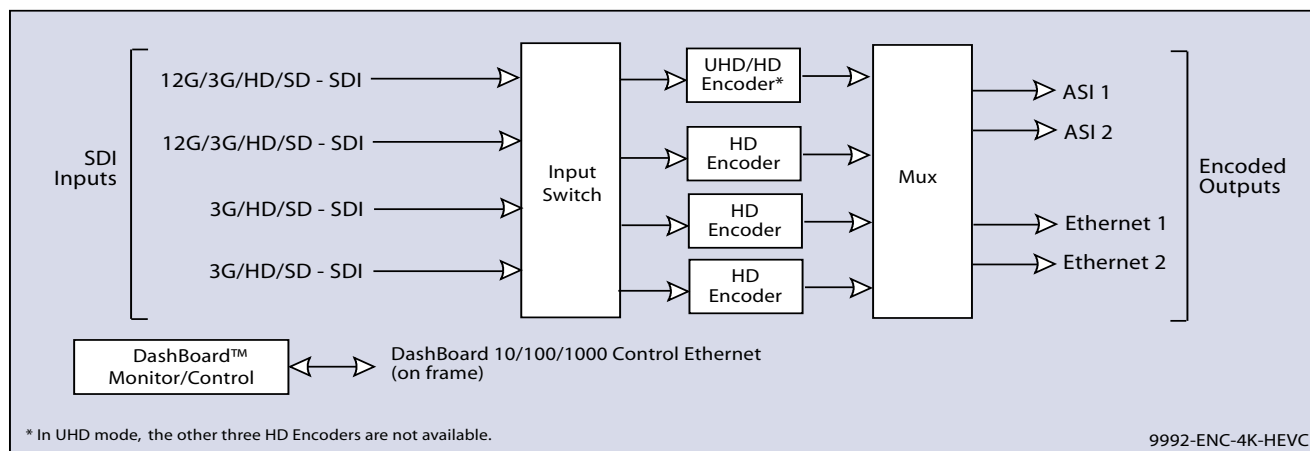 SDI
Inputs
12G/3G/HD/SD - SDI
12G/3G/HD/SD - SDI
3G/HD/SD - SDI
3G/HD/SD - SDI
Input
Switch
UHD/HD
Encoder*
HD
Encoder
HD
Encoder
HD
Encoder
Mux
ASI 1
ASI 2
Ethernet 1
Ethernet 2
Encoded
Outputs
DashBoard™
Monitor/Control
DashBoard 10/100/1000 Control Ethernet
(on frame)
* In UHD mode, the other three HD Encoders are not available.
9992-ENC-4K-HEVC